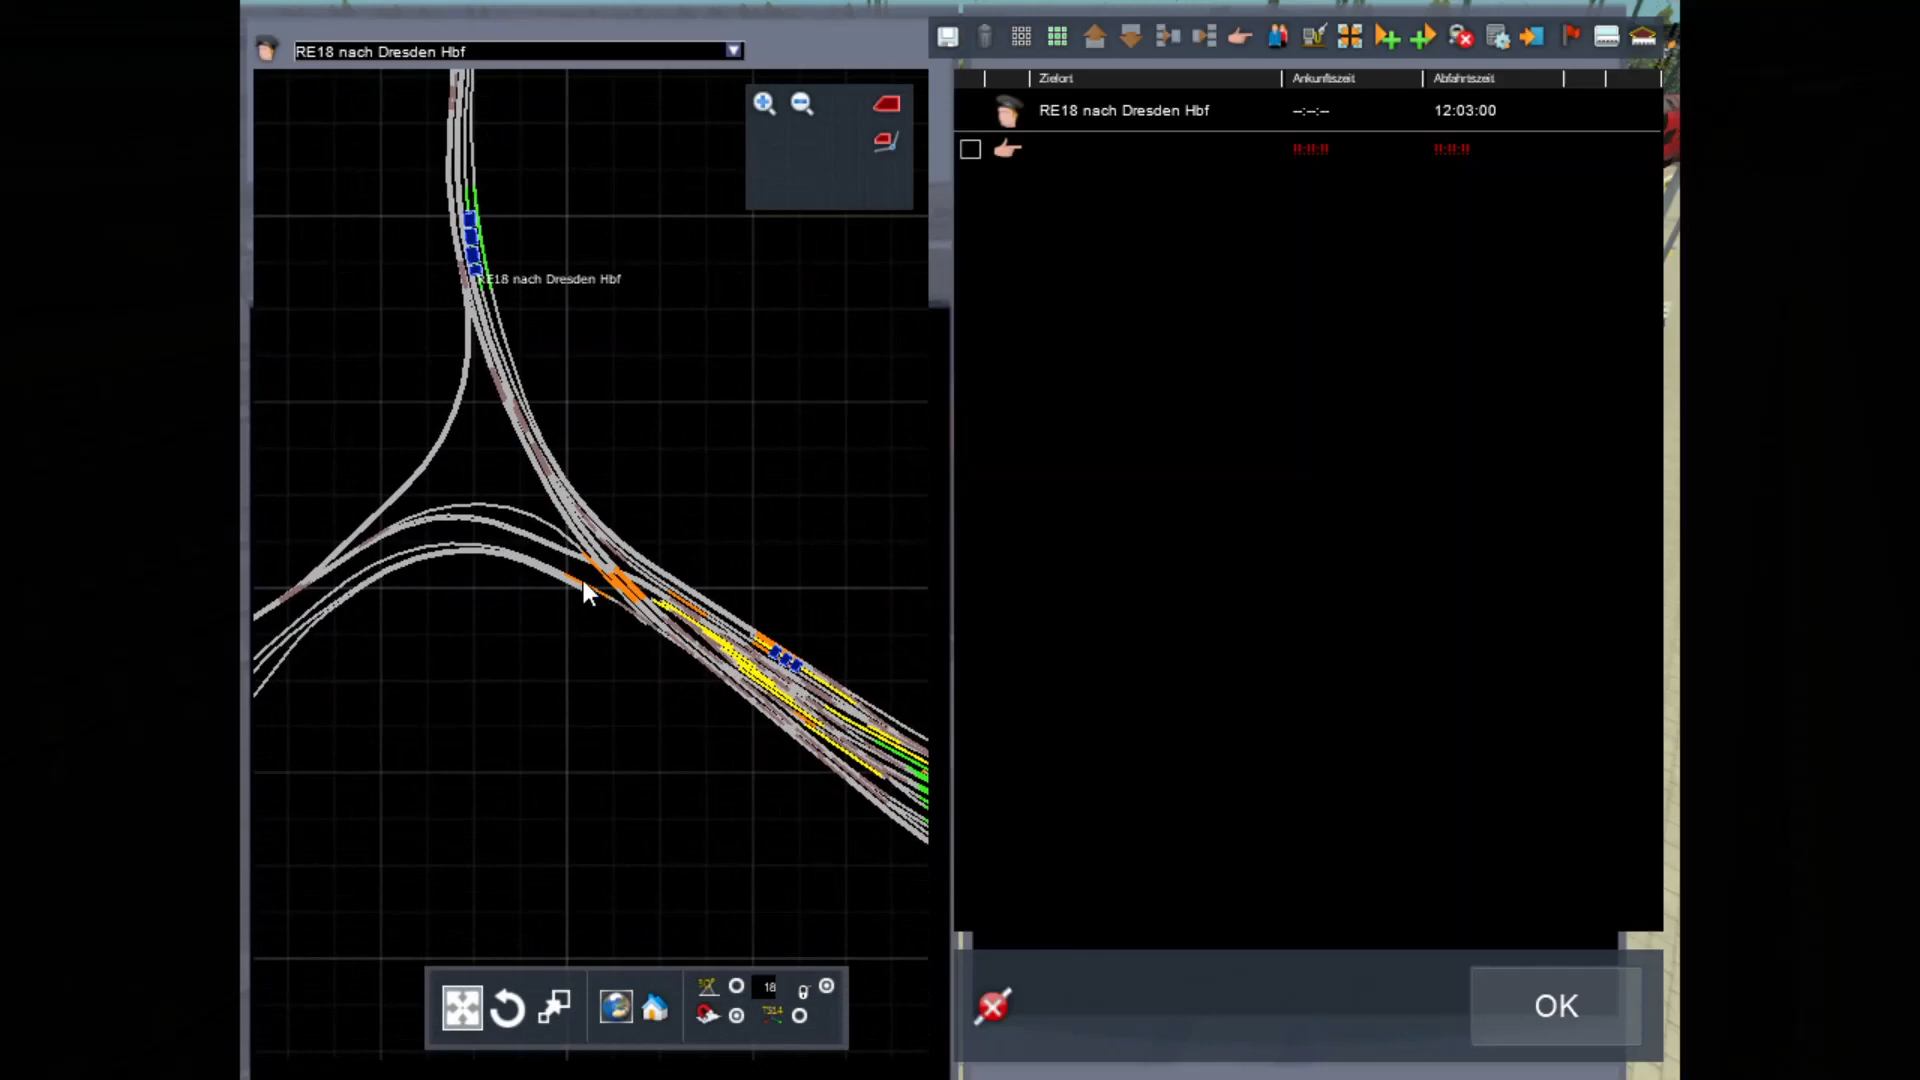 RE18 nach Dresden Hbf
Zielort Ankunftszeit Abfahrtszeit
RE18 nach Dresden Hbf --:--:-- 12:03:00
!!:!!:!! !!:!!:!!
RE18 nach Dresden Hbf
18
TS14
OK